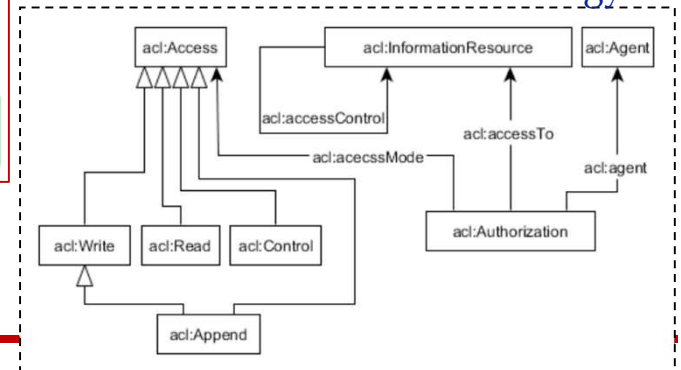 acl:Access
acl:InformationResource
acl:Agent
acl:accessControl
acl:accessTo
acl:acecssMode
acl:agent
acl:Write
acl:Read
acl:Control
acl:Authorization
acl:Append